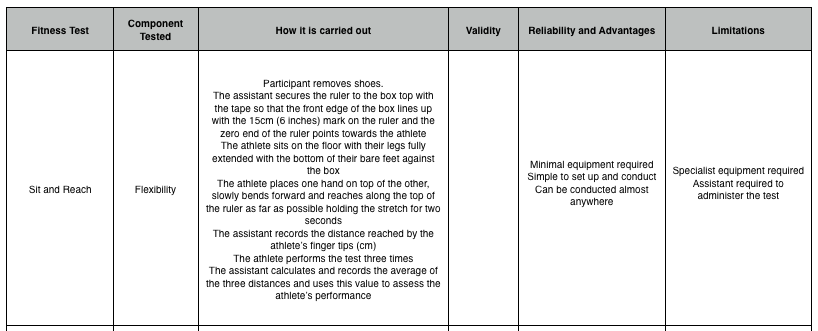 Fitness Test
Component
Tested
How it is carried out
Validity
Reliability and Advantages
Limitations
Sit and Reach
Flexibility
Participant removes shoes.
The assistant secures the ruler to the box top with
the tape so that the front edge of the box lines up
with the 15cm (6 inches) mark on the ruler and the
zero end of the ruler points towards the athlete
The athlete sits on the floor with their legs fully
extended with the bottom of their bare feet against
the box
The athlete places one hand on top of the other,
slowly bends forward and reaches along the top of
the ruler as far as possible holding the stretch for two
seconds
The assistant records the distance reached by the
athlete's finger tips (cm)
The athlete performs the test three times
The assistant calculates and records the average of
the three distances and uses this value to assess the
athlete's performance
Minimal equipment required
Simple to set up and conduct
Can be conducted almost
anywhere
Specialist equipment required
Assistant required to
administer the test